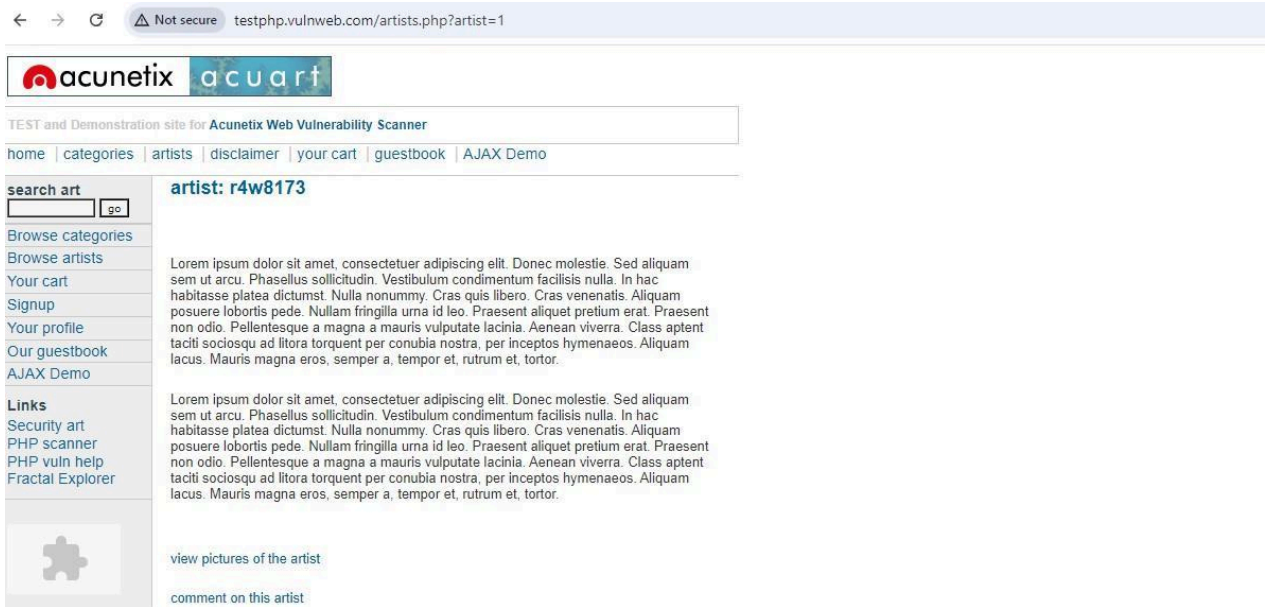 Not secure testphp.vulnweb.com/artists.php?artist=1
acunetix acuart
TEST and Demonstration site for Acunetix Web Vulnerability Scanner
home | categories | artists | disclaimer | your cart | guestbook | AJAX Demo
search art
go
Browse categories
Browse artists
Your cart
Signup
Your profile
Our guestbook
AJAX Demo
Links
Security art
PHP scanner
PHP vuln help
Fractal Explorer
artist: r4w8173
Lorem ipsum dolor sit amet, consectetuer adipiscing elit. Donec molestie. Sed aliquam
sem ut arcu. Phasellus sollicitudin. Vestibulum condimentum facilisis nulla. In hac
habitasse platea dictumst. Nulla nonummy. Cras quis libero. Cras venenatis. Aliquam
posuere lobortis pede. Nullam fringilla urna id leo. Praesent aliquet pretium erat. Praesent
non odio. Pellentesque a magna a mauris vulputate lacinia. Aenean viverra. Class aptent
taciti sociosqu ad litora torquent per conubia nostra, per inceptos hymenaeos. Aliquam
lacus. Mauris magna eros, semper a, tempor et, rutrum et, tortor.
Lorem ipsum dolor sit amet, consectetuer adipiscing elit. Donec molestie. Sed aliquam
sem ut arcu. Phasellus sollicitudin. Vestibulum condimentum facilisis nulla. In hac
habitasse platea dictumst. Nulla nonummy. Cras quis libero. Cras venenatis. Aliquam
posuere lobortis pede. Nullam fringilla urna id leo. Praesent aliquet pretium erat. Praesent
non odio. Pellentesque a magna a mauris vulputate lacinia. Aenean viverra. Class aptent
taciti sociosqu ad litora torquent per conubia nostra, per inceptos hymenaeos. Aliquam
lacus. Mauris magna eros, semper a, tempor et, rutrum et, tortor.
view pictures of the artist
comment on this artist